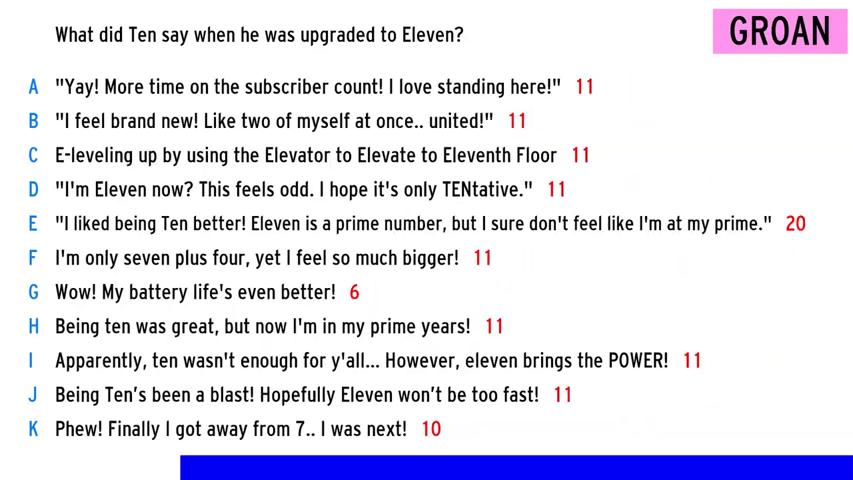 What did Ten say when he was upgraded to Eleven?
GROAN
A "Yay! More time on the subscriber count! I love standing here!" 11
B "I feel brand new! Like two of myself at once.. united!" 11
C E-leveling up by using the Elevator to Elevate to Eleventh Floor 11
D "I'm Eleven now? This feels odd. I hope it's only TENtative." 11
E "I liked being Ten better! Eleven is a prime number, but I sure don't feel like I'm at my prime." 20
F I'm only seven plus four, yet I feel so much bigger! 11
G Wow! My battery life's even better! 6
H Being ten was great, but now I'm in my prime years! 11
I Apparently, ten wasn't enough for y'all... However, eleven brings the POWER! 11
J Being Ten’s been a blast! Hopefully Eleven won’t be too fast! 11
K Phew! Finally I got away from 7.. I was next! 10